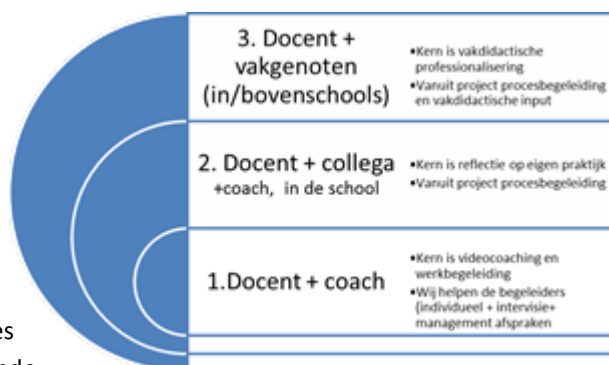 3. Docent +
vakgenoten
(in/bovenschools)
•Kern is vakdidactische
professionalisering
•Vanuit project procesbegeleiding
en vakdidactische input
2. Docent + collega
+coach, in de school
•Kern is reflectie op eigen praktijk
•Vanuit project procesbegeleiding
1.Docent + coach
•Kern is videocoaching en
werkbegeleiding
•Wij helpen de begeleiders
(individueel + intervisie+
management afspraken
es